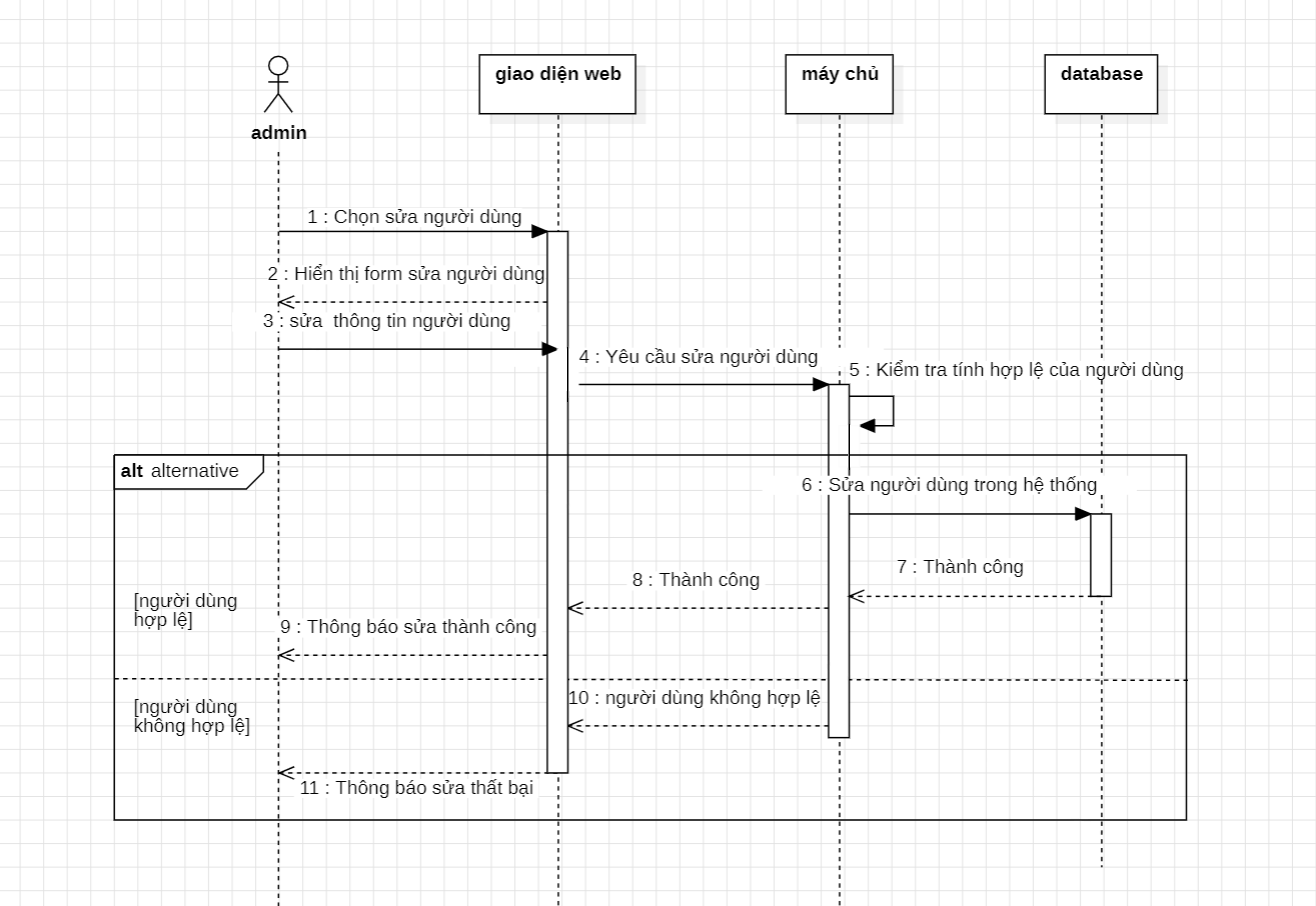 admin
giao diện web
máy chủ
database
1 : Chọn sửa người dùng
2 : Hiển thị form sửa người dùng
3 : sửa  thông tin người dùng
4 : Yêu cầu sửa người dùng
5 : Kiểm tra tính hợp lệ của người dùng
alt alternative
6 : Sửa người dùng trong hệ thống
7 : Thành công
8 : Thành công
[người dùng
hợp lệ]
9 : Thông báo sửa thành công
10 : người dùng không hợp lệ
[người dùng
không hợp lệ]
11 : Thông báo sửa thất bại